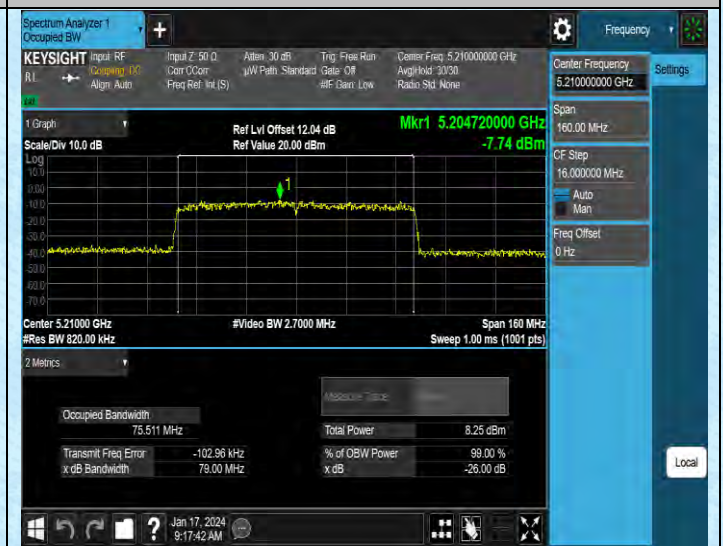 Spectrum Analyzer 1
Occupied BW
+
Frequency
KEYSIGHT Input: RF Input Z: 50 Ω Atten: 30 dB Trig: Free Run Center Freq: 5.210000000 GHz
R L Coupling: DC Corr CCorr µW Path: Standard Gate: Off Avg|Hold: 30/30
Align: Auto Freq Ref: Int (S) #IF Gain: Low Radio Std: None
Center Frequency
5.210000000 GHz
Settings
Span
160.00 MHz
CF Step
16.000000 MHz
Auto
Man
Freq Offset
0 Hz
1 Graph
Ref Lvl Offset 12.04 dB
Mkr1 5.204720000 GHz
Scale/Div 10.0 dB
Ref Value 20.00 dBm
-7.74 dBm
Log
10.0
0.00
-10.0
-20.0
-30.0
-40.0
-50.0
-60.0
-70.0
1
Center 5.21000 GHz #Video BW 2.7000 MHz Span 160 MHz
#Res BW 820.00 kHz Sweep 1.00 ms (1001 pts)
2 Metrics
Measure Trace
Occupied Bandwidth
75.511 MHz
Total Power 8.25 dBm
Transmit Freq Error -102.96 kHz % of OBW Power 99.00 %
x dB Bandwidth 79.00 MHz x dB -26.00 dB
Local
? Jan 17, 2024
9:17:42 AM